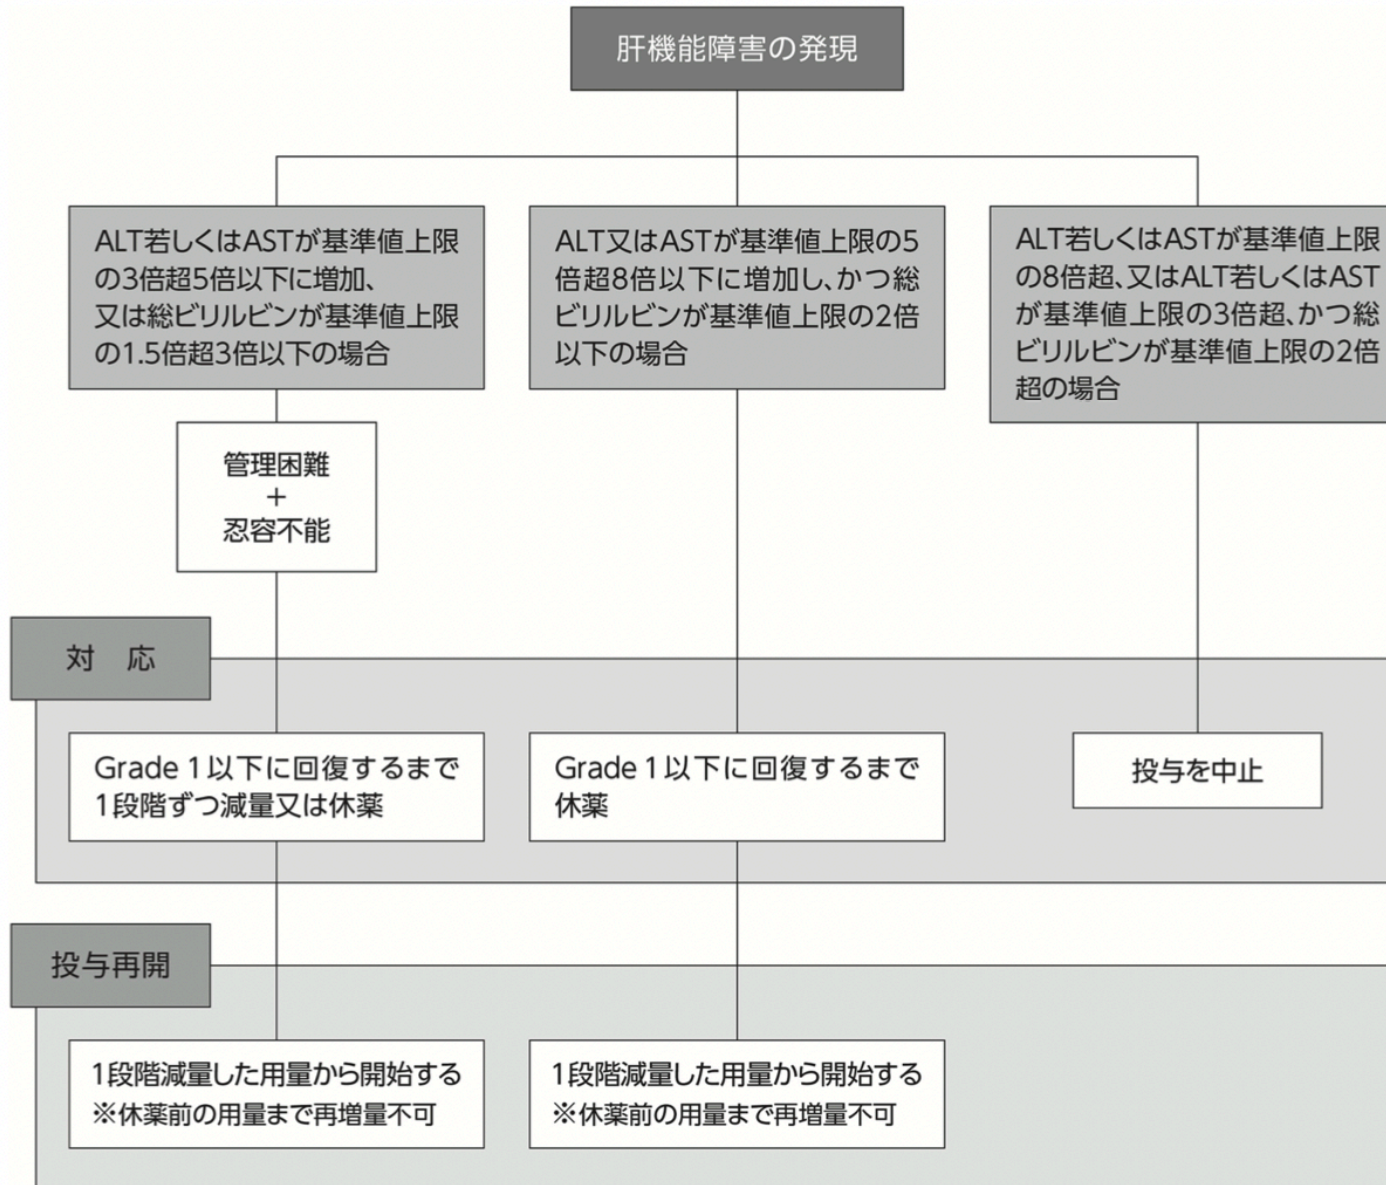 肝機能障害の発現
ALT若しくはASTが基準値上限
の3倍超5倍以下に増加、
又は総ビリルビンが基準値上限
の1.5倍超3倍以下の場合
ALT又はASTが基準値上限の5
倍超8倍以下に増加し、かつ総
ビリルビンが基準値上限の2倍
以下の場合
ALT若しくはASTが基準値上限
の8倍超、又はALT若しくはAST
が基準値上限の3倍超、かつ総
ビリルビンが基準値上限の2倍
超の場合
管理困難
+
忍容不能
対 応
Grade 1以下に回復するまで
1段階ずつ減量又は休薬
Grade 1以下に回復するまで
休薬
投与を中止
投与再開
1段階減量した用量から開始する
※休薬前の用量まで再増量不可
1段階減量した用量から開始する
※休薬前の用量まで再増量不可